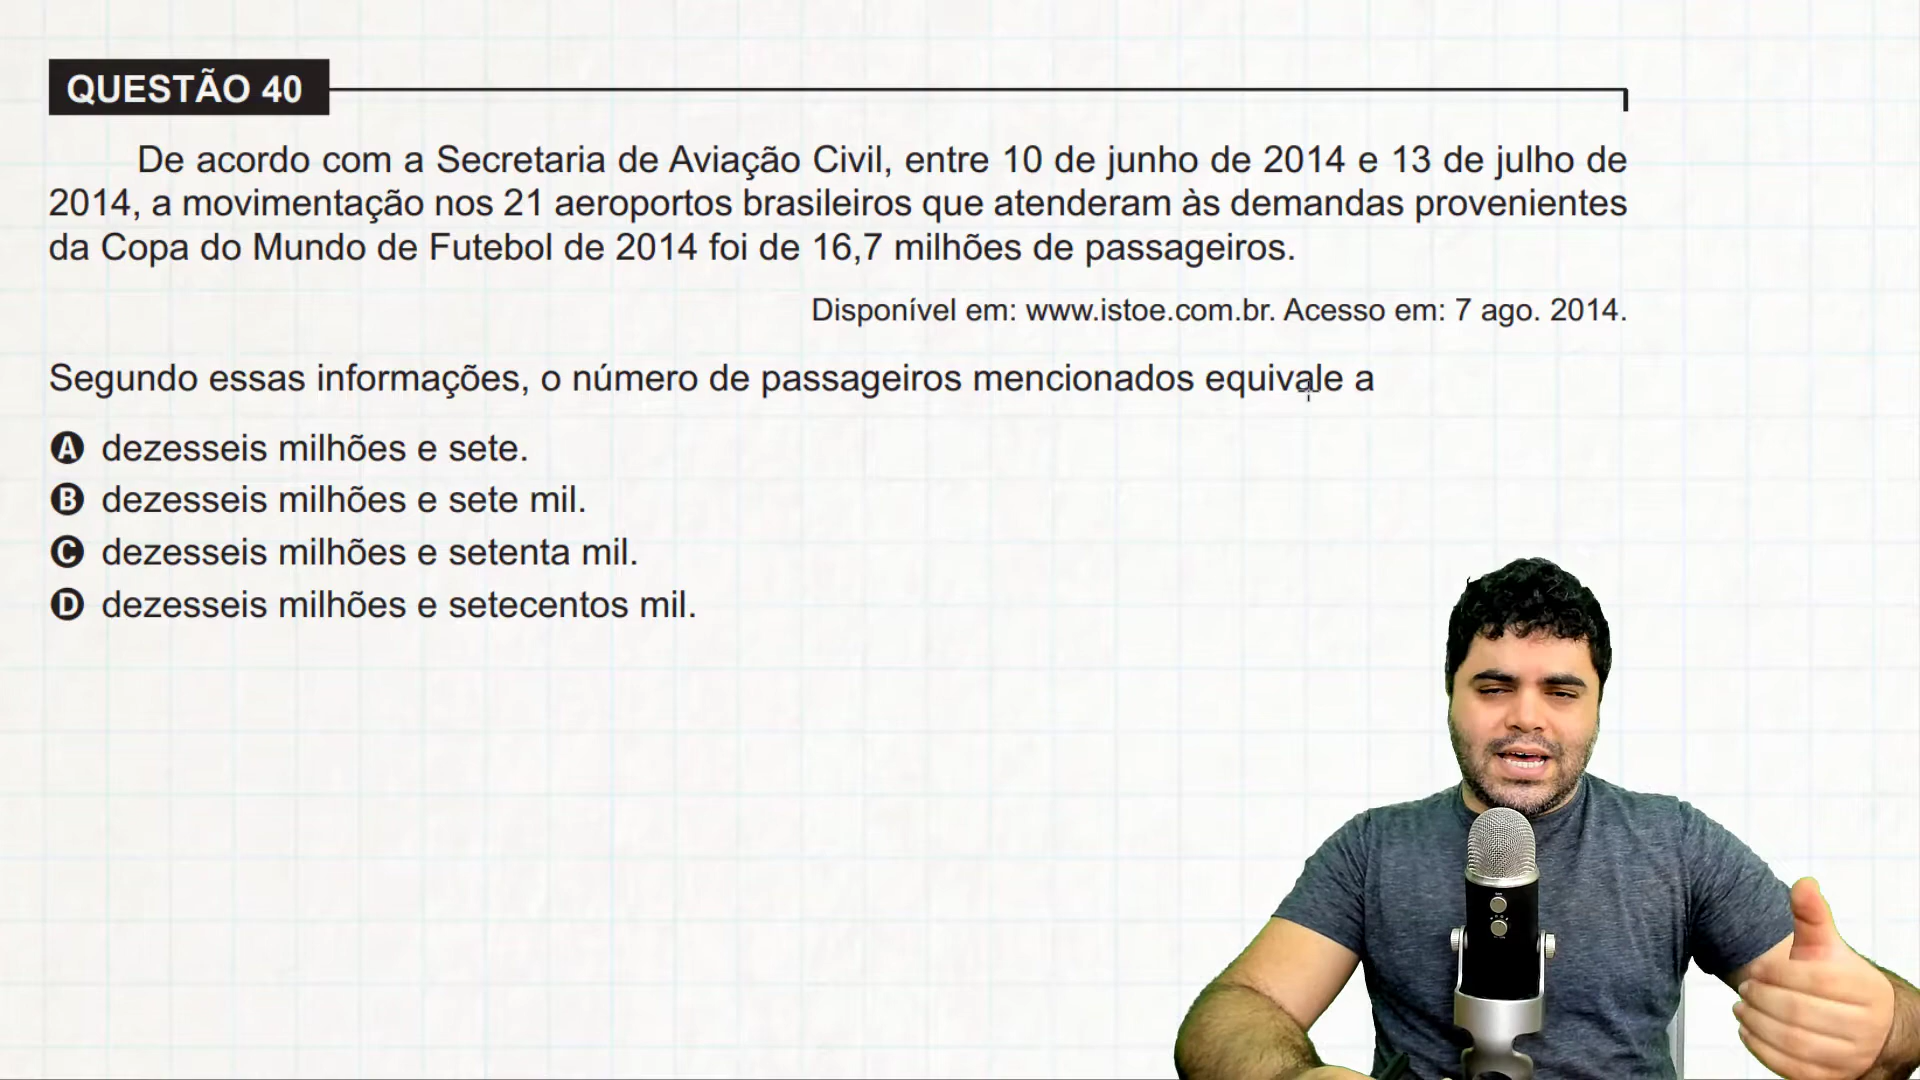 QUESTÃO 40
De acordo com a Secretaria de Aviação Civil, entre 10 de junho de 2014 e 13 de julho de
2014, a movimentação nos 21 aeroportos brasileiros que atenderam às demandas provenientes
da Copa do Mundo de Futebol de 2014 foi de 16,7 milhões de passageiros.
Disponível em: www.istoe.com.br. Acesso em: 7 ago. 2014.
Segundo essas informações, o número de passageiros mencionados equivale a
A dezesseis milhões e sete.
B dezesseis milhões e sete mil.
C dezesseis milhões e setenta mil.
D dezesseis milhões e setecentos mil.